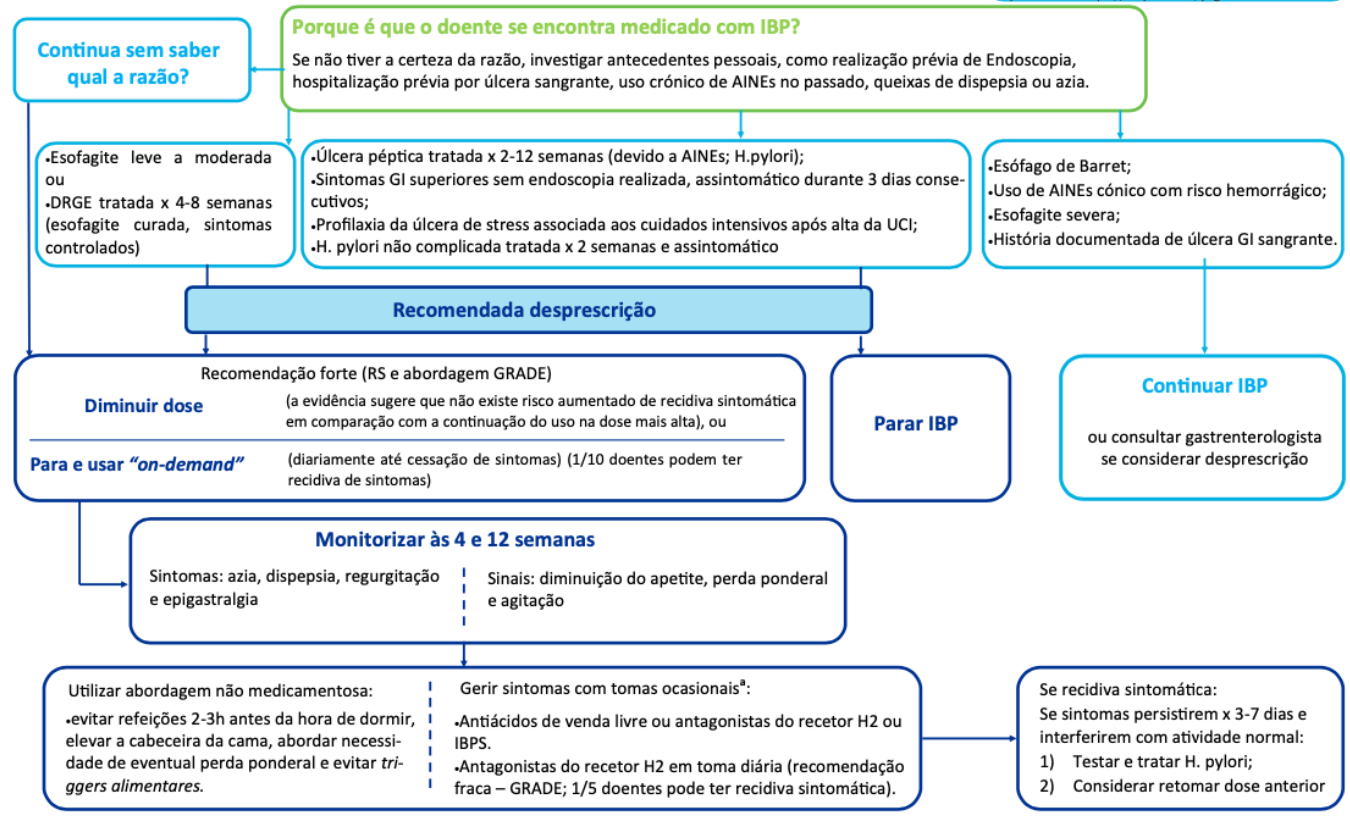 Porque é que o doente se encontra medicado com IBP?
Se não tiver a certeza da razão, investigar antecedentes pessoais, como realização prévia de Endoscopia,
hospitalização prévia por úlcera sangrante, uso crónico de AINEs no passado, queixas de dispepsia ou azia.
Continua sem saber
qual a razão?
•Esofagite leve a moderada
ou
•DRGE tratada x 4-8 semanas
(esofagite curada, sintomas
controlados)
•Úlcera péptica tratada x 2-12 semanas (devido a AINEs; H.pylori);
•Sintomas GI superiores sem endoscopia realizada, assintomático durante 3 dias conse-
cutivos;
•Profilaxia da úlcera de stress associada aos cuidados intensivos após alta da UCI;
•H. pylori não complicada tratada x 2 semanas e assintomático
•Esófago de Barret;
•Uso de AINEs cónico com risco hemorrágico;
•Esofagite severa;
•História documentada de úlcera GI sangrante.
Recomendada desprescrição
Recomendação forte (RS e abordagem GRADE)
Diminuir dose
(a evidência sugere que não existe risco aumentado de recidiva sintomática
em comparação com a continuação do uso na dose mais alta), ou
Para e usar “on-demand”
(diariamente até cessação de sintomas) (1/10 doentes podem ter
recidiva de sintomas)
Parar IBP
Continuar IBP
ou consultar gastrenterologista
se considerar desprescrição
Monitorizar às 4 e 12 semanas
Sintomas: azia, dispepsia, regurgitação
e epigastralgia
Sinais: diminuição do apetite, perda ponderal
e agitação
Utilizar abordagem não medicamentosa:
•evitar refeições 2-3h antes da hora de dormir,
elevar a cabeceira da cama, abordar necessi-
dade de eventual perda ponderal e evitar tri-
ggers alimentares.
Gerir sintomas com tomas ocasionaisª:
•Antiácidos de venda livre ou antagonistas do recetor H2 ou
IBPS.
•Antagonistas do recetor H2 em toma diária (recomendação
fraca – GRADE; 1/5 doentes pode ter recidiva sintomática).
Se recidiva sintomática:
Se sintomas persistirem x 3-7 dias e
interferirem com atividade normal:
1) Testar e tratar H. pylori;
2) Considerar retomar dose anterior